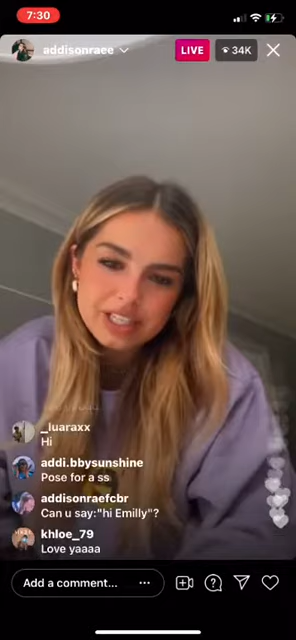 7:30
addisonraee
LIVE
34K
_luaraxx
Hi
addi.bbysunshine
Pose for a ss
addisonraefcbr
Can u say:"hi Emilly"?
khloe_79
Love yaaaa
Add a comment...